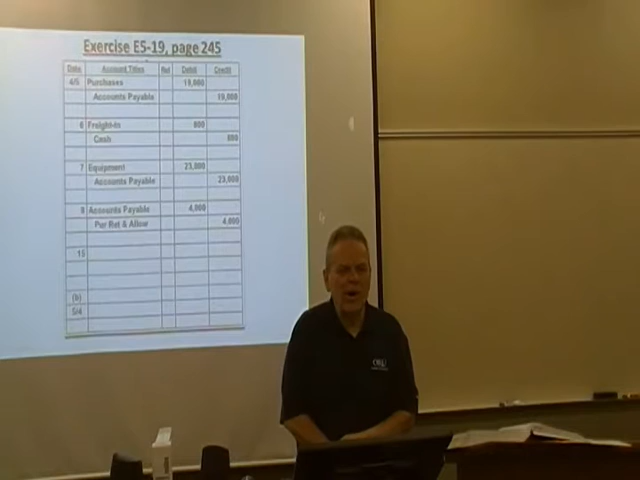 Exercise E5-19, page 245
Date Account Titles Ref Debit Credit
4/5 Purchases 19,000
Accounts Payable 19,000
6 Freight-in 800
Cash 800
7 Equipment 23,000
Accounts Payable 23,000
9 Accounts Payable 4,000
Pur Ret & Allow 4,000
15
(b)
5/4